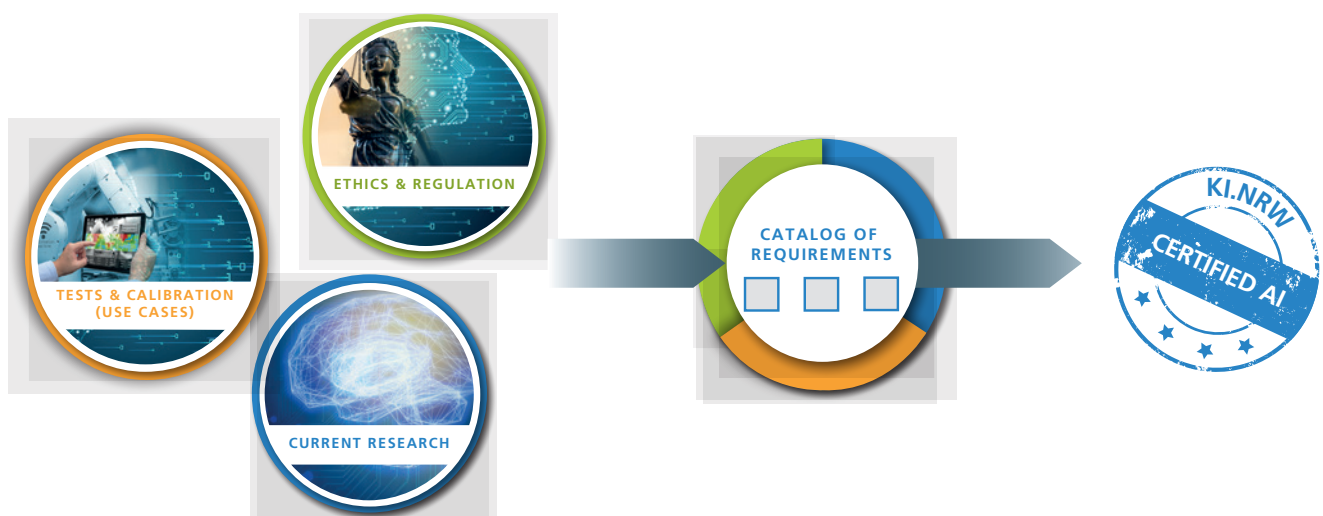 ETHICS & REGULATION
TESTS & CALIBRATION
(USE CASES)
CURRENT RESEARCH
CATALOG OF
REQUIREMENTS
KI.NRW
CERTIFIED AI